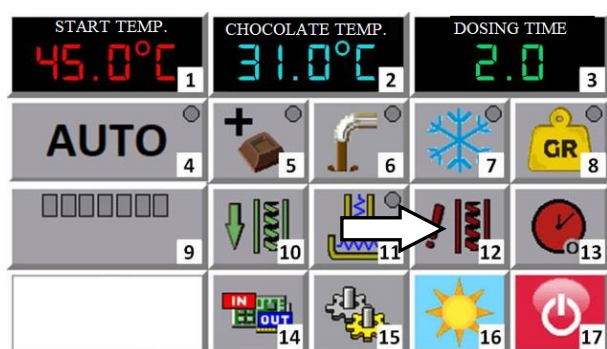 START TEMP. CHOCOLATE TEMP. DOSING TIME
45.0°C 1 31.0°C 2 2.0 3
AUTO 4 + 5 6 7 GR 8
9 10 11 ! 12 13
IN OUT 14 15 16 17